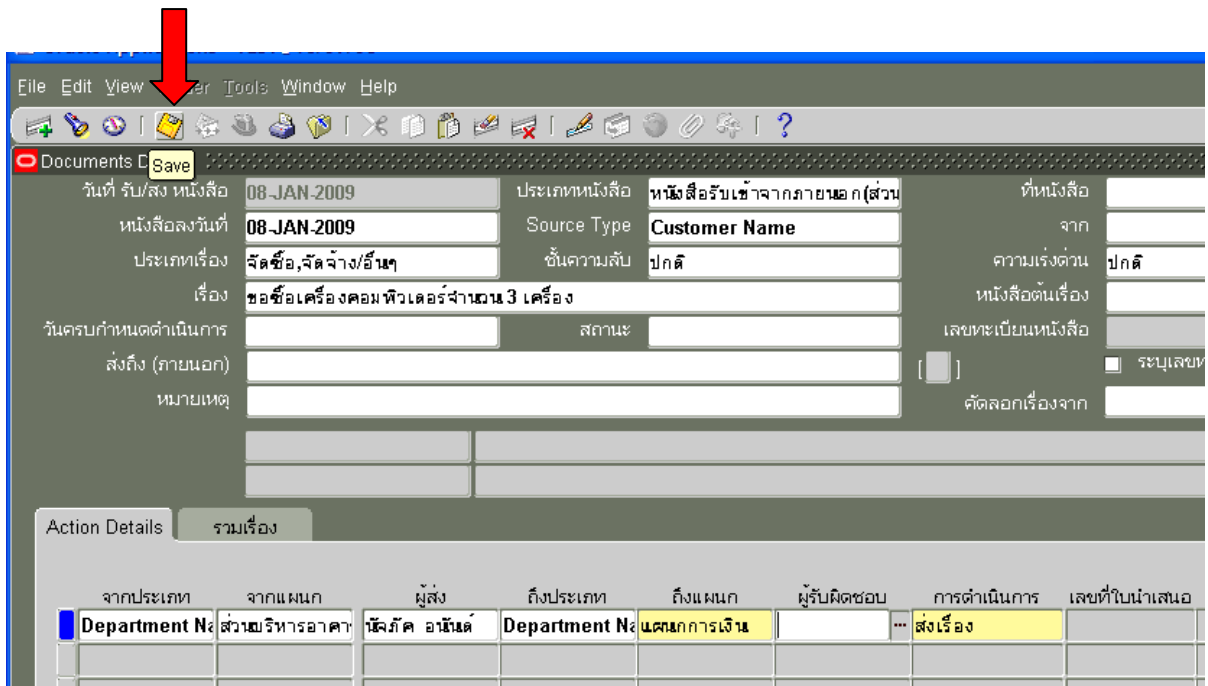 File Edit View Tools Window Help
Save
Documents D
วันที่ รับ/ส่ง หนังสือ 08-JAN-2009 ประเภทหนังสือ หนังสือรับเข้าจากภายนอก(ส่วน ที่หนังสือ
หนังสือลงวันที่ 08-JAN-2009 Source Type Customer Name จาก
ประเภทเรื่อง จัดซื้อ,จัดจ้าง/อื่นๆ ชั้นความลับ ปกติ ความเร่งด่วน ปกติ
เรื่อง ขอซื้อเครื่องคอมพิวเตอร์จำนวน 3 เครื่อง หนังสือต้นเรื่อง
วันครบกำหนดดำเนินการ สถานะ เลขทะเบียนหนังสือ
ส่งถึง (ภายนอก) [ ] ระบุเลขท
หมายเหตุ คัดลอกเรื่องจาก
Action Details รวมเรื่อง
จากประเภท จากแผนก ผู้ส่ง ถึงประเภท ถึงแผนก ผู้รับผิดชอบ การดำเนินการ เลขที่ใบนำเสนอ
Department Na ส่วนบริหารอาคา นัจภัค อนันต์ Department Na แผนกการเงิน ... ส่งเรื่อง